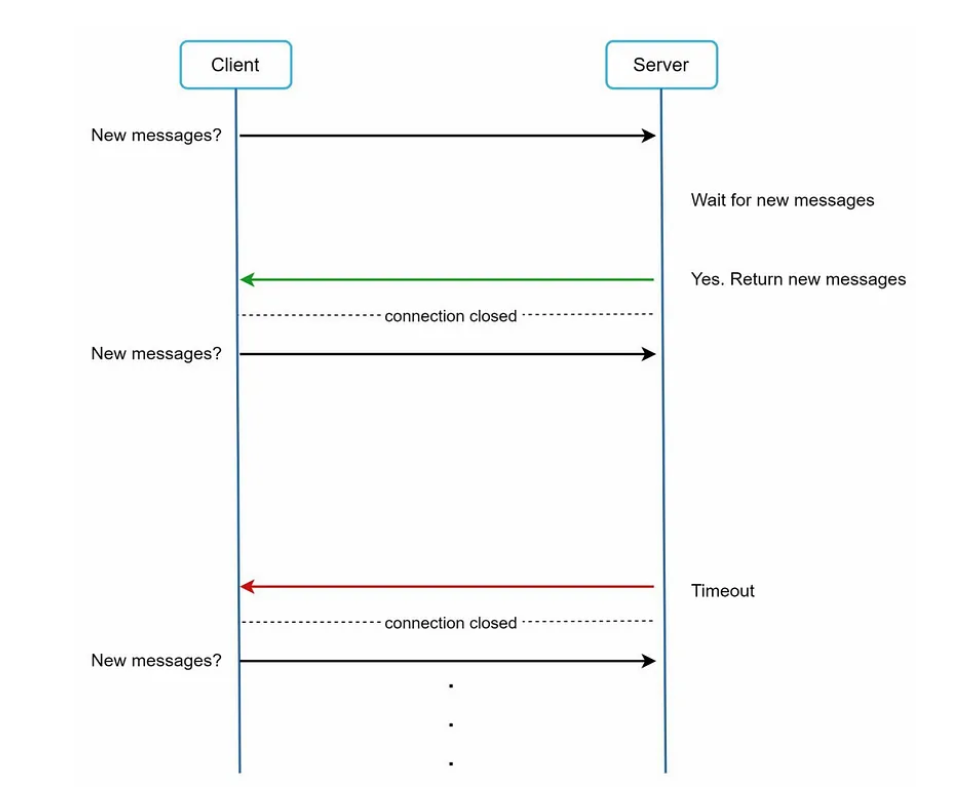 Client
Server
New messages?
Wait for new messages
Yes. Return new messages
connection closed
New messages?
Timeout
connection closed
New messages?